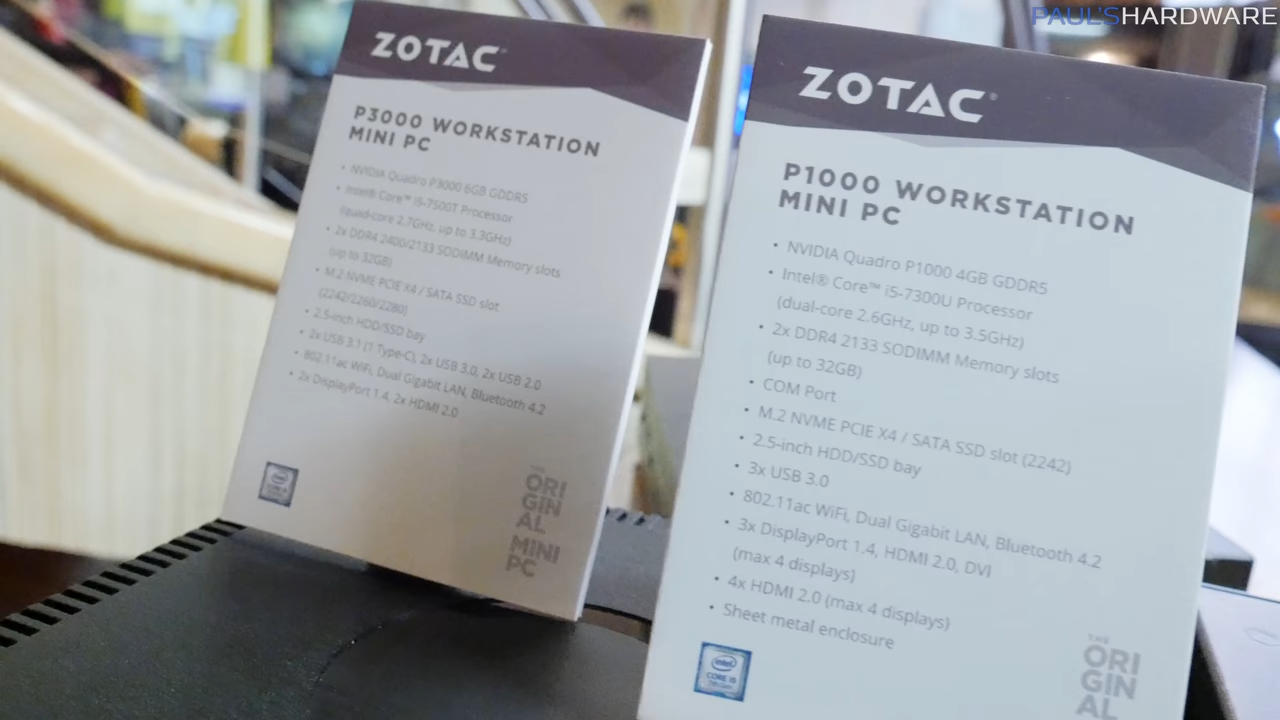 PAUL'SHARDWARE
ZOTAC®
P3000 WORKSTATION
MINI PC
• NVIDIA Quadro P3000 6GB GDDR5
• Intel® Core™ i5-7500T Processor
(quad-core 2.7GHz, up to 3.3GHz)
• 2x DDR4 2400/2133 SODIMM Memory slots
(up to 32GB)
• M.2 NVME PCIE X4 / SATA SSD slot
(2242/2260/2280)
• 2.5-inch HDD/SSD bay
• 2x USB 3.1 (1 Type-C), 2x USB 3.0, 2x USB 2.0
• 802.11ac WiFi, Dual Gigabit LAN, Bluetooth 4.2
• 2x DisplayPort 1.4, 2x HDMI 2.0
intel
CORE i5
THE
ORI
GIN
AL
MINI
PC
ZOTAC®
P1000 WORKSTATION
MINI PC
• NVIDIA Quadro P1000 4GB GDDR5
• Intel® Core™ i5-7300U Processor
(dual-core 2.6GHz, up to 3.5GHz)
• 2x DDR4 2133 SODIMM Memory slots
(up to 32GB)
• COM Port
• M.2 NVME PCIE X4 / SATA SSD slot (2242)
• 2.5-inch HDD/SSD bay
• 3x USB 3.0
• 802.11ac WiFi, Dual Gigabit LAN, Bluetooth 4.2
• 3x DisplayPort 1.4, HDMI 2.0, DVI
(max 4 displays)
• 4x HDMI 2.0 (max 4 displays)
• Sheet metal enclosure
intel
CORE i5
THE
ORI
GIN
AL